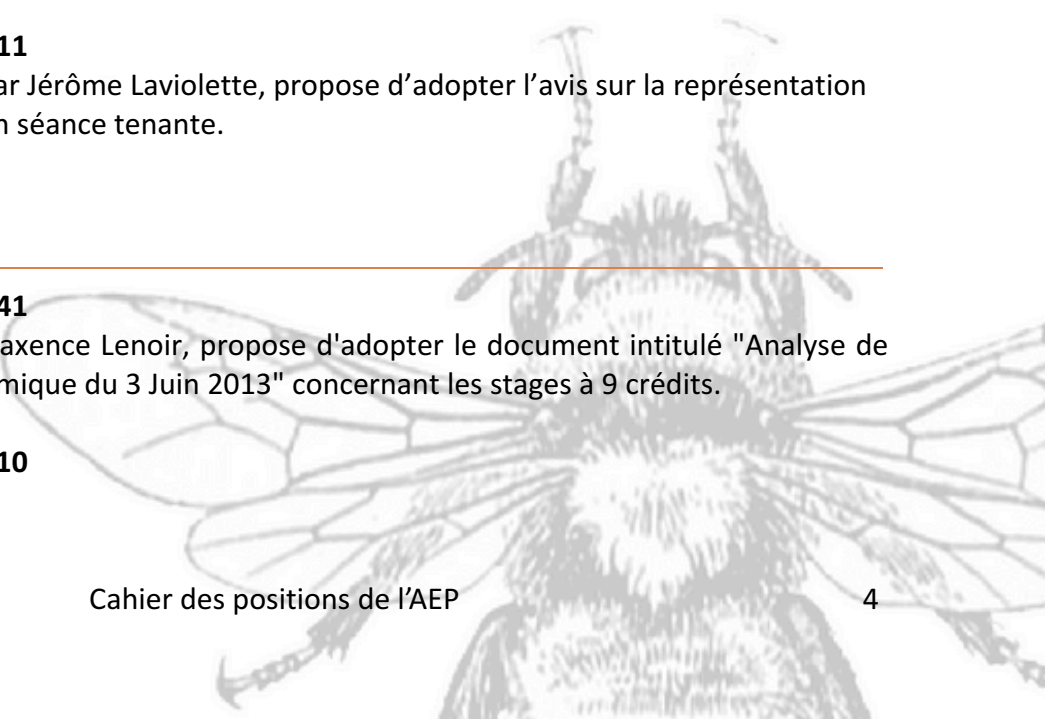 11
ar Jérôme Laviolette, propose d’adopter l’avis sur la représentation
n séance tenante.
41
axence Lenoir, propose d'adopter le document intitulé "Analyse de
mique du 3 Juin 2013" concernant les stages à 9 crédits.
10
Cahier des positions de l’AEP 4